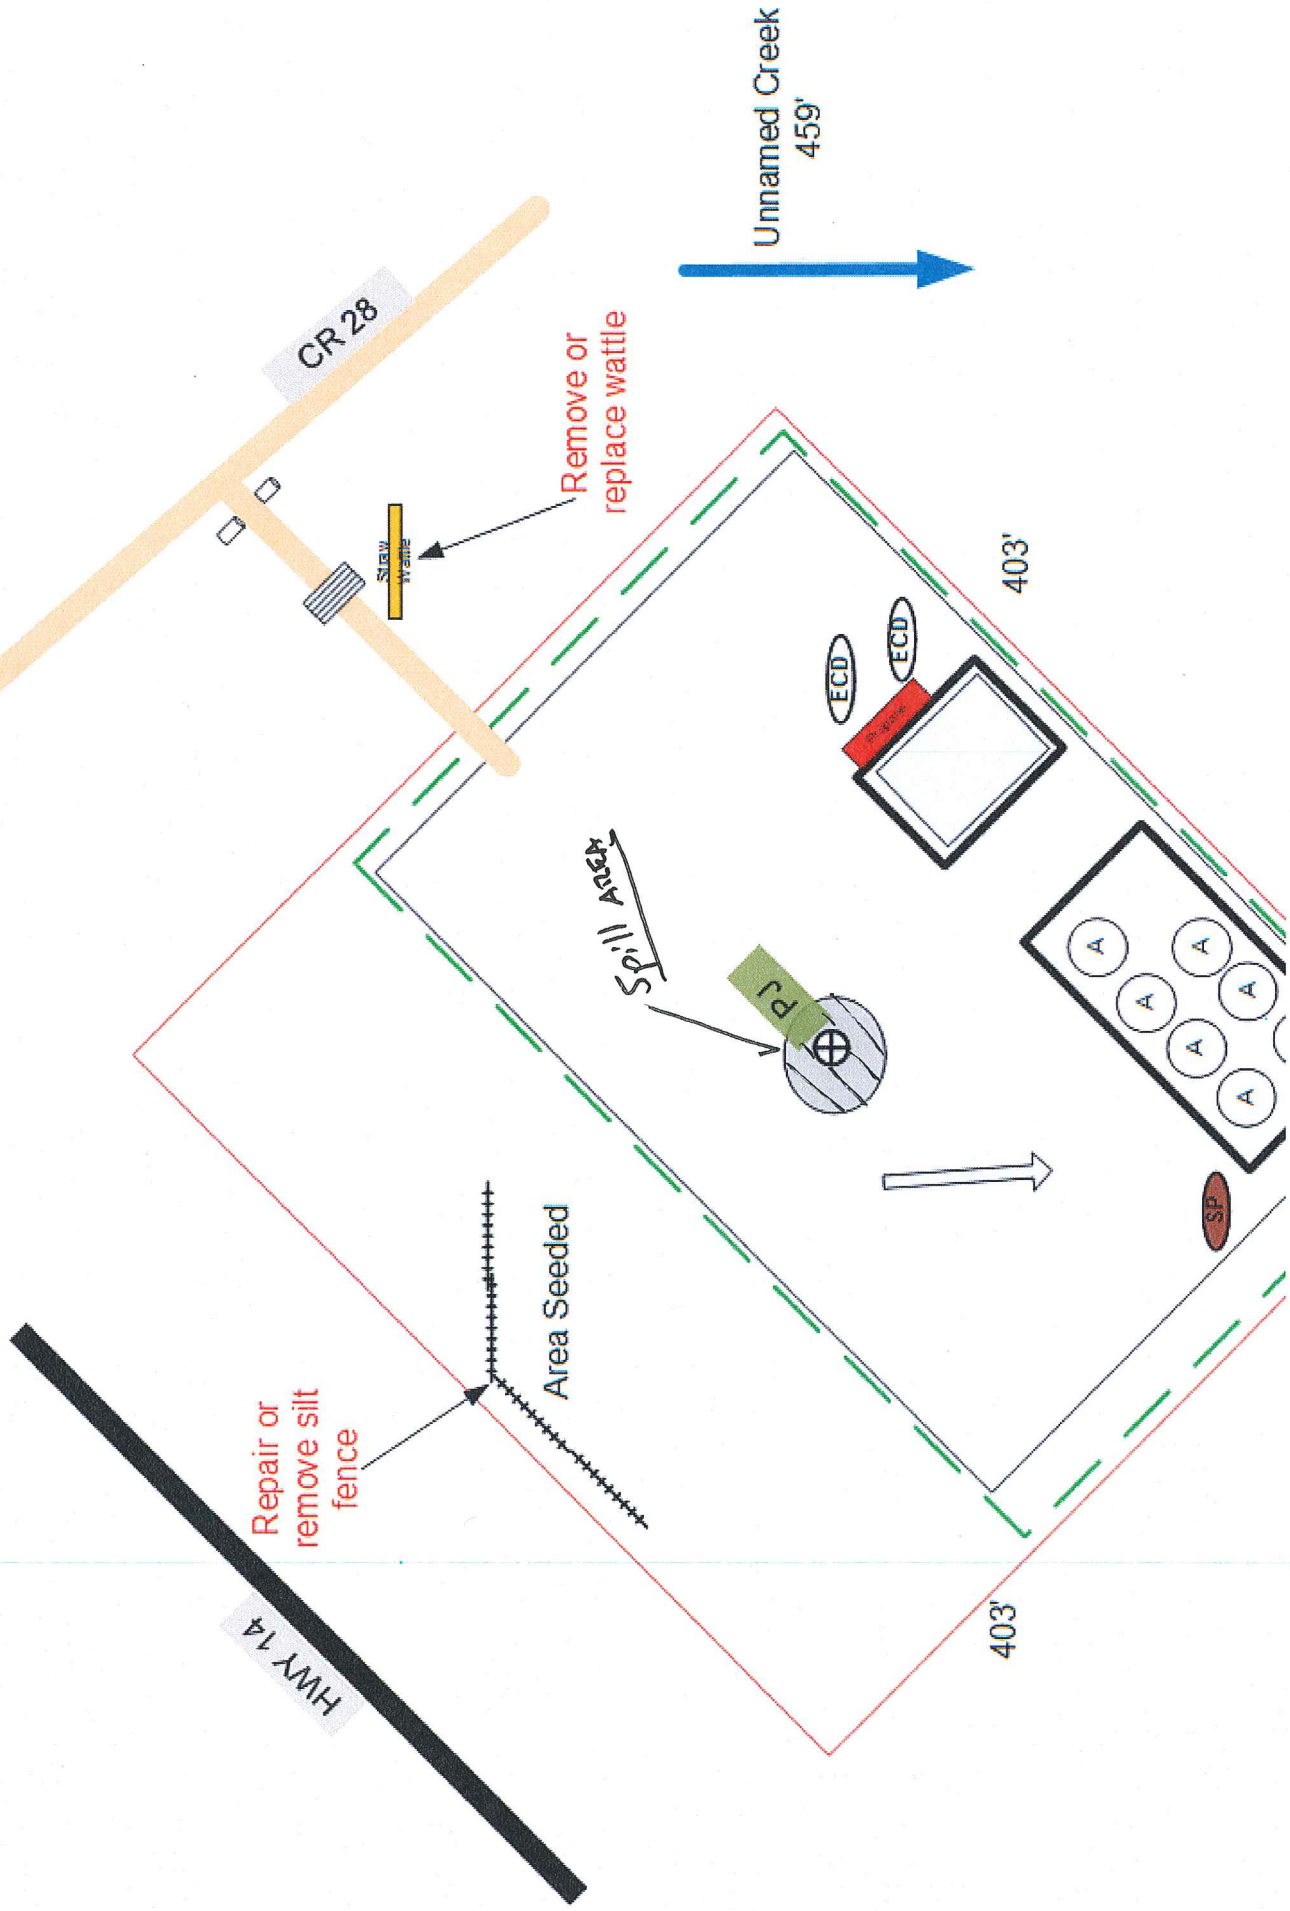 CR 28
Unnamed Creek
459'
Straw
Wattle
Remove or
replace wattle
403'
ECD
ECD
Propane
Spill AREA
PJ
A
A
A
A
A
A
SP
Area Seeded
Repair or
remove silt
fence
HWY 14
403'